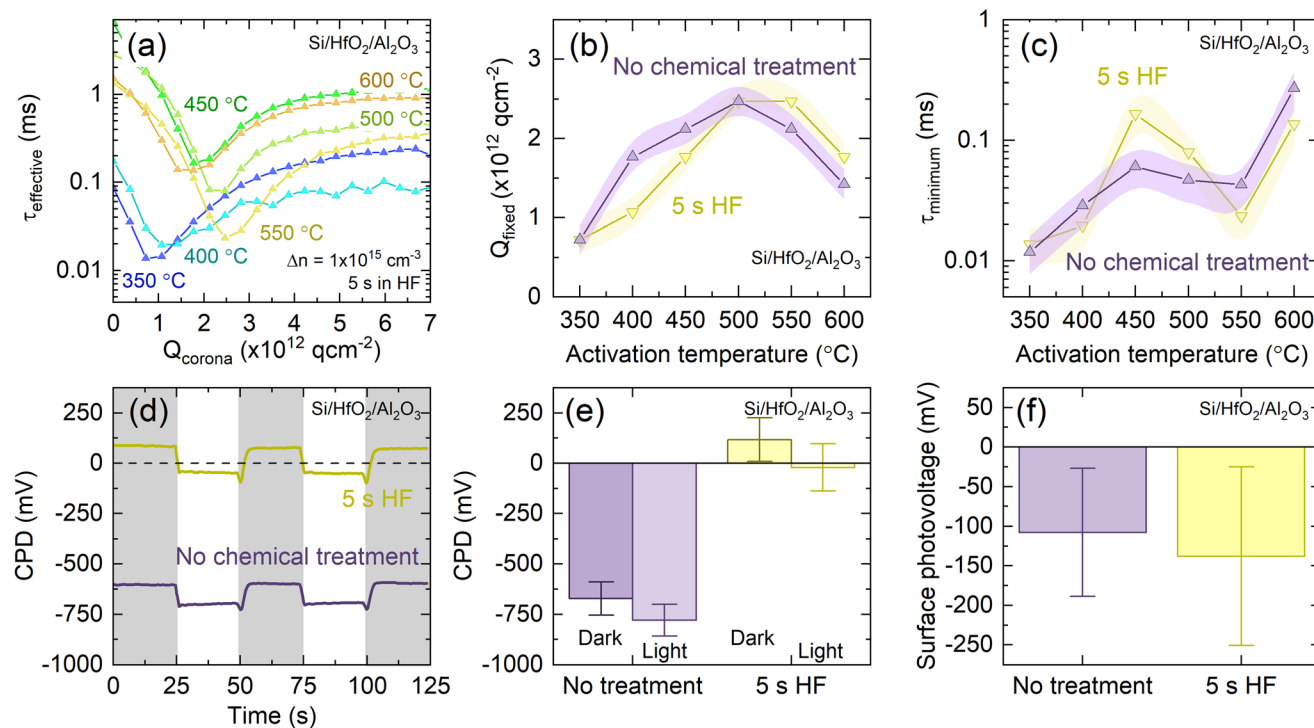 (a)
Si/HfO₂/Al₂O₃
600 °C
450 °C
500 °C
550 °C
400 °C
350 °C
Δn = 1x10¹⁵ cm⁻³
5 s in HF
τeffective (ms)
1
0.1
0.01
0 1 2 3 4 5 6 7
Qcorona (x10¹² qcm⁻²)
(b)
Si/HfO₂/Al₂O₃
No chemical treatment
5 s HF
Qfixed (x10¹² qcm⁻²)
3
2
1
0
350 400 450 500 550 600
Activation temperature (°C)
(c)
Si/HfO₂/Al₂O₃
5 s HF
No chemical treatment
τminimum (ms)
1
0.1
0.01
350 400 450 500 550 600
Activation temperature (°C)
(d)
Si/HfO₂/Al₂O₃
5 s HF
No chemical treatment
CPD (mV)
250
0
-250
-500
-750
-1000
0 25 50 75 100 125
Time (s)
(e)
Si/HfO₂/Al₂O₃
CPD (mV)
250
0
-250
-500
-750
-1000
Dark
Light
Dark
Light
No treatment 5 s HF
(f)
Si/HfO₂/Al₂O₃
Surface photovoltage (mV)
50
0
-50
-100
-150
-200
-250
No treatment 5 s HF